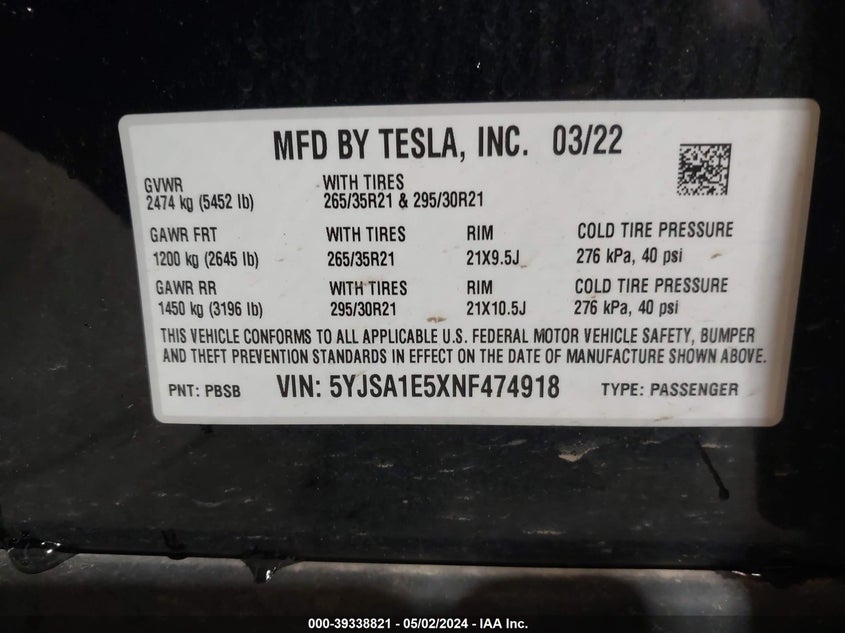 MFD BY TESLA, INC. 03/22
GVWR WITH TIRES
2474 kg (5452 lb) 265/35R21 & 295/30R21
GAWR FRT WITH TIRES RIM COLD TIRE PRESSURE
1200 kg (2645 lb) 265/35R21 21X9.5J 276 kPa, 40 psi
GAWR RR WITH TIRES RIM COLD TIRE PRESSURE
1450 kg (3196 lb) 295/30R21 21X10.5J 276 kPa, 40 psi
THIS VEHICLE CONFORMS TO ALL APPLICABLE U.S. FEDERAL MOTOR VEHICLE SAFETY, BUMPER
AND THEFT PREVENTION STANDARDS IN EFFECT ON THE DATE OF MANUFACTURE SHOWN ABOVE.
PNT: PBSB VIN: 5YJSA1E5XNF474918 TYPE: PASSENGER
000-39338821 - 05/02/2024 - IAA Inc.